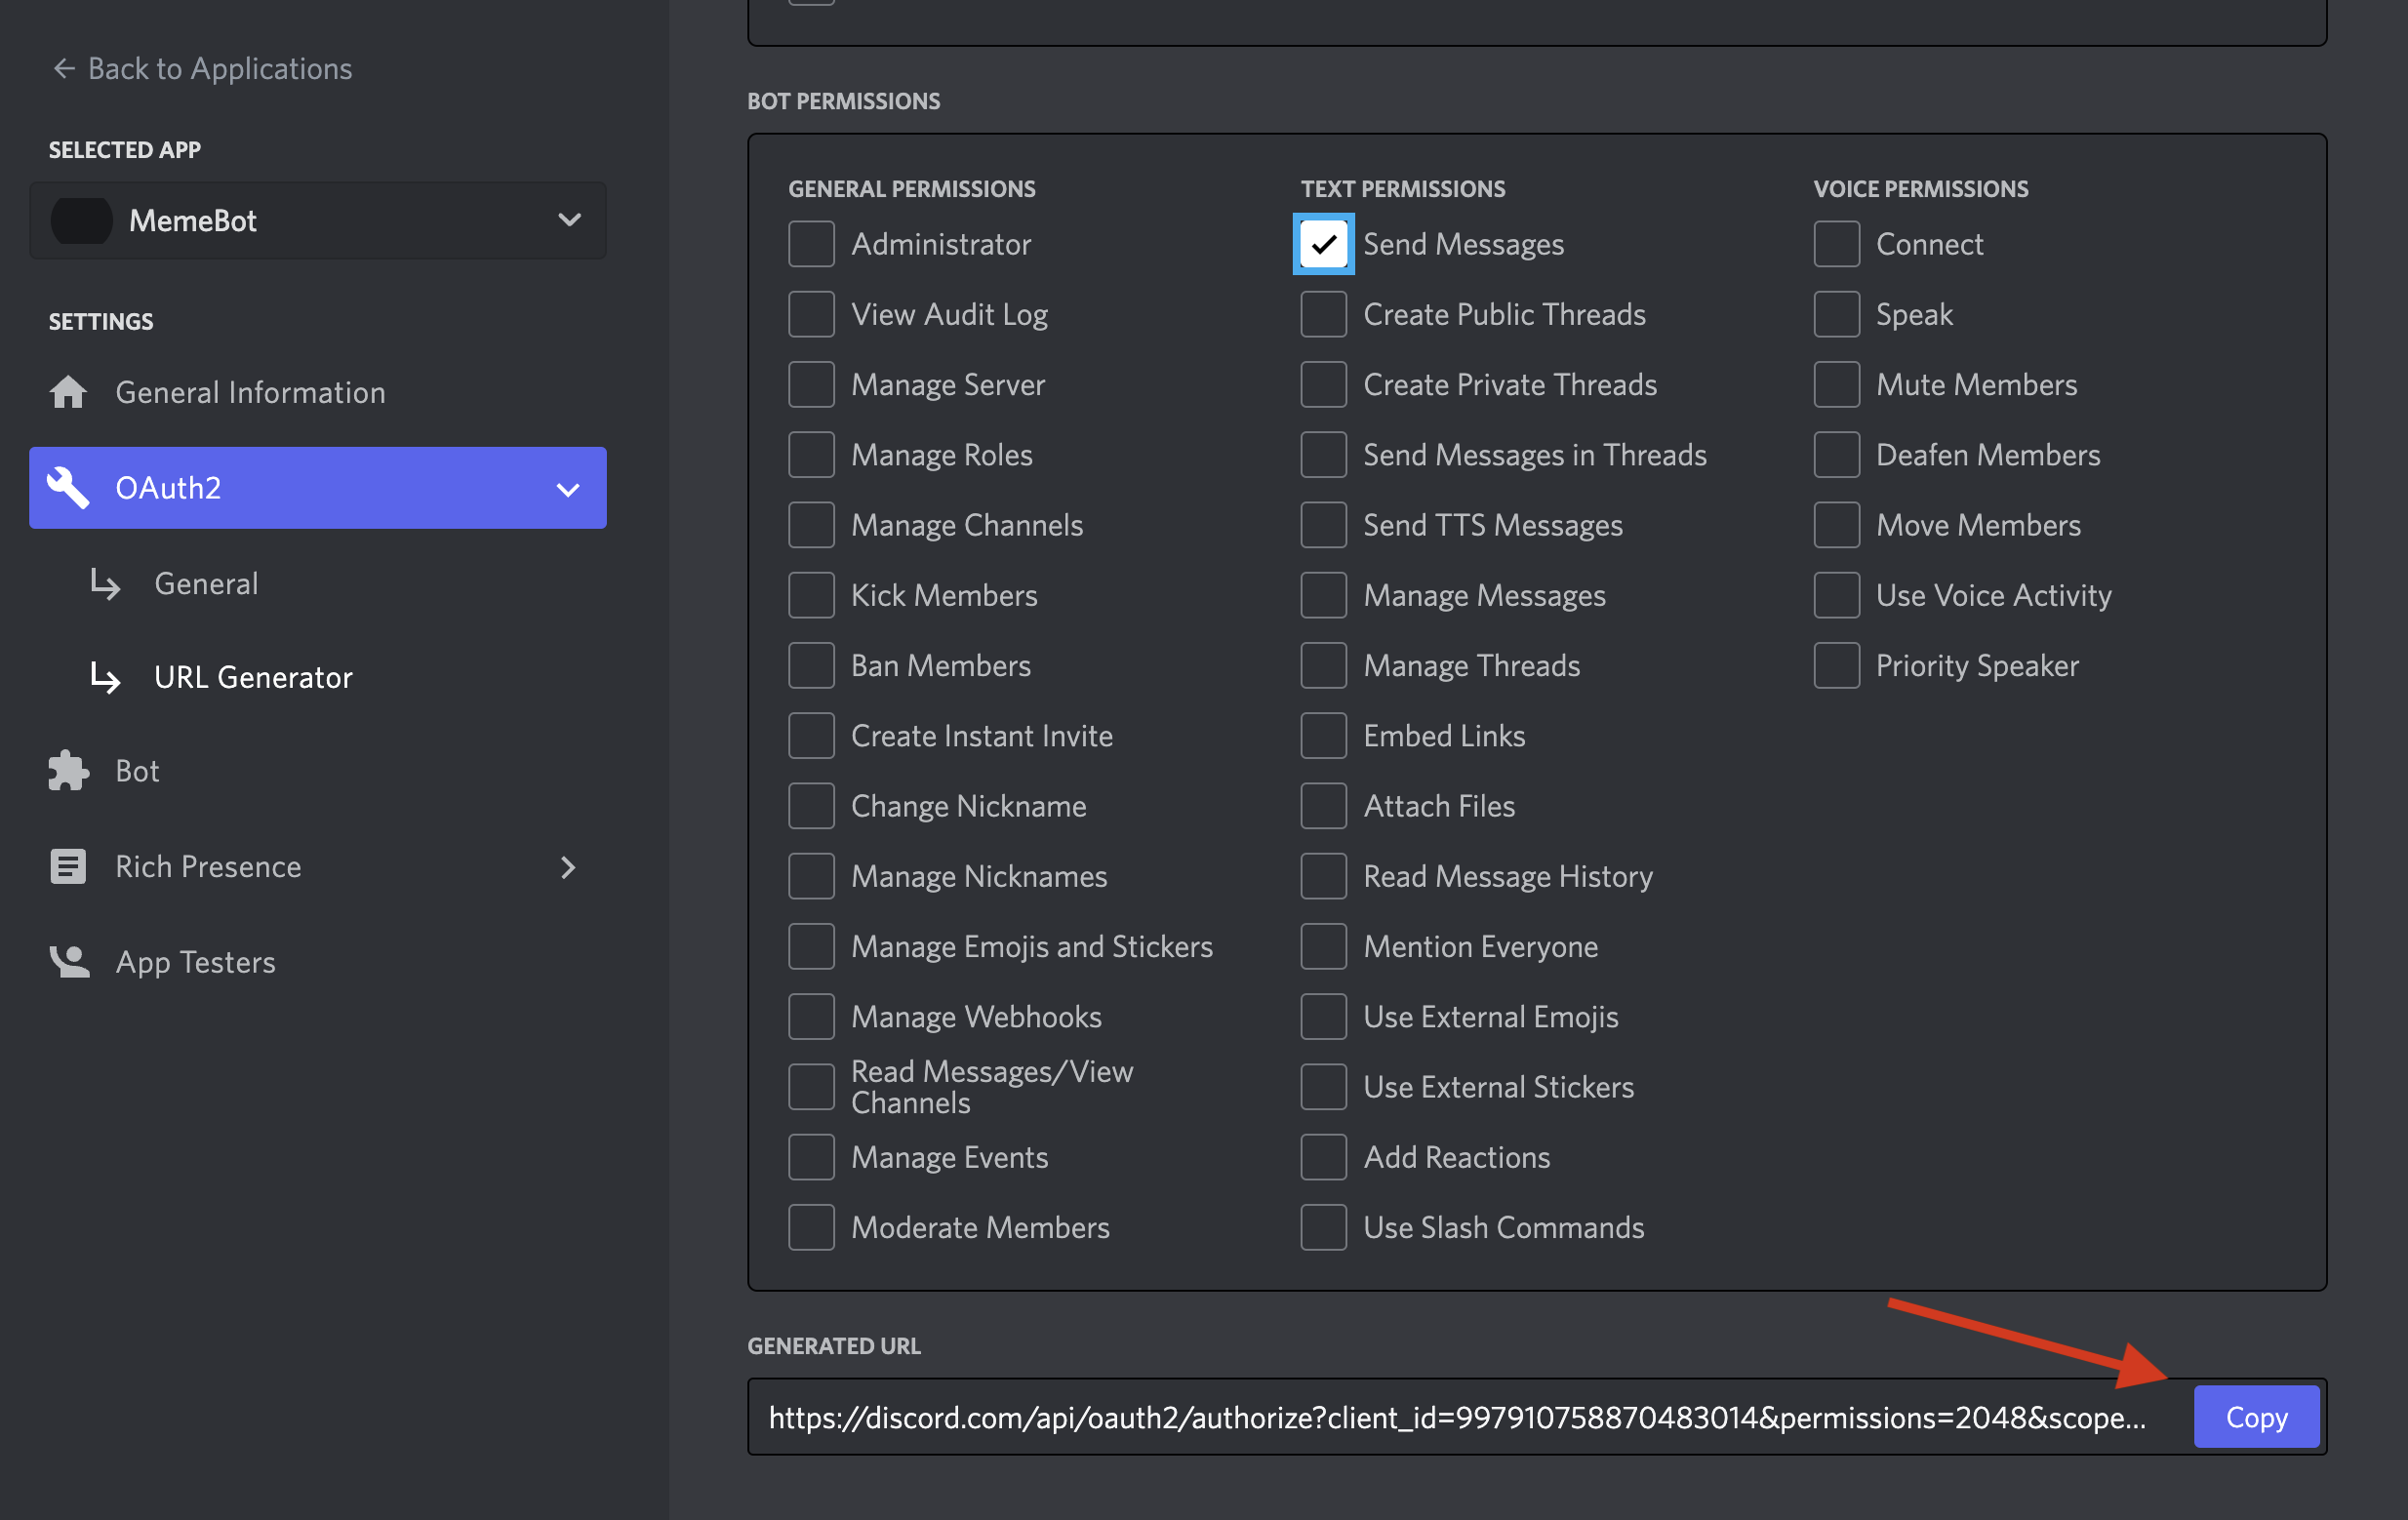 Back to Applications
SELECTED APP
MemeBot
SETTINGS
General Information
OAuth2
General
URL Generator
Bot
Rich Presence
App Testers
BOT PERMISSIONS
GENERAL PERMISSIONS
Administrator
View Audit Log
Manage Server
Manage Roles
Manage Channels
Kick Members
Ban Members
Create Instant Invite
Change Nickname
Manage Nicknames
Manage Emojis and Stickers
Manage Webhooks
Read Messages/View
Channels
Manage Events
Moderate Members
TEXT PERMISSIONS
Send Messages
Create Public Threads
Create Private Threads
Send Messages in Threads
Send TTS Messages
Manage Messages
Manage Threads
Embed Links
Attach Files
Read Message History
Mention Everyone
Use External Emojis
Use External Stickers
Add Reactions
Use Slash Commands
VOICE PERMISSIONS
Connect
Speak
Mute Members
Deafen Members
Move Members
Use Voice Activity
Priority Speaker
GENERATED URL
https://discord.com/api/oauth2/authorize?client_id=997910758870483014&permissions=2048&scope...
Copy